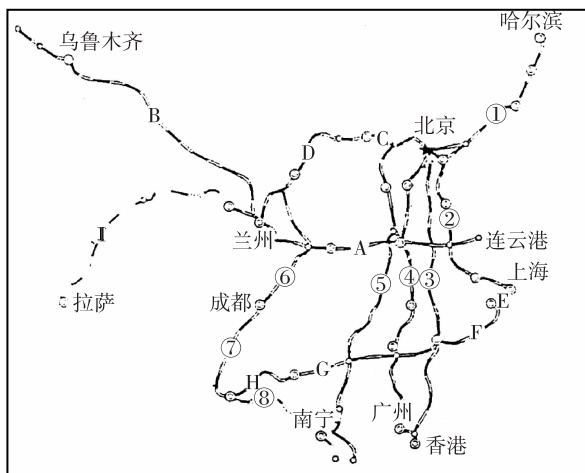 哈尔滨
乌鲁木齐
①
B
北京
C
D
②
兰州
A
连云港
I
⑥
⑤
④
③
上海
E
拉萨
成都
F
⑦
H
G
⑧
南宁
广州
香港